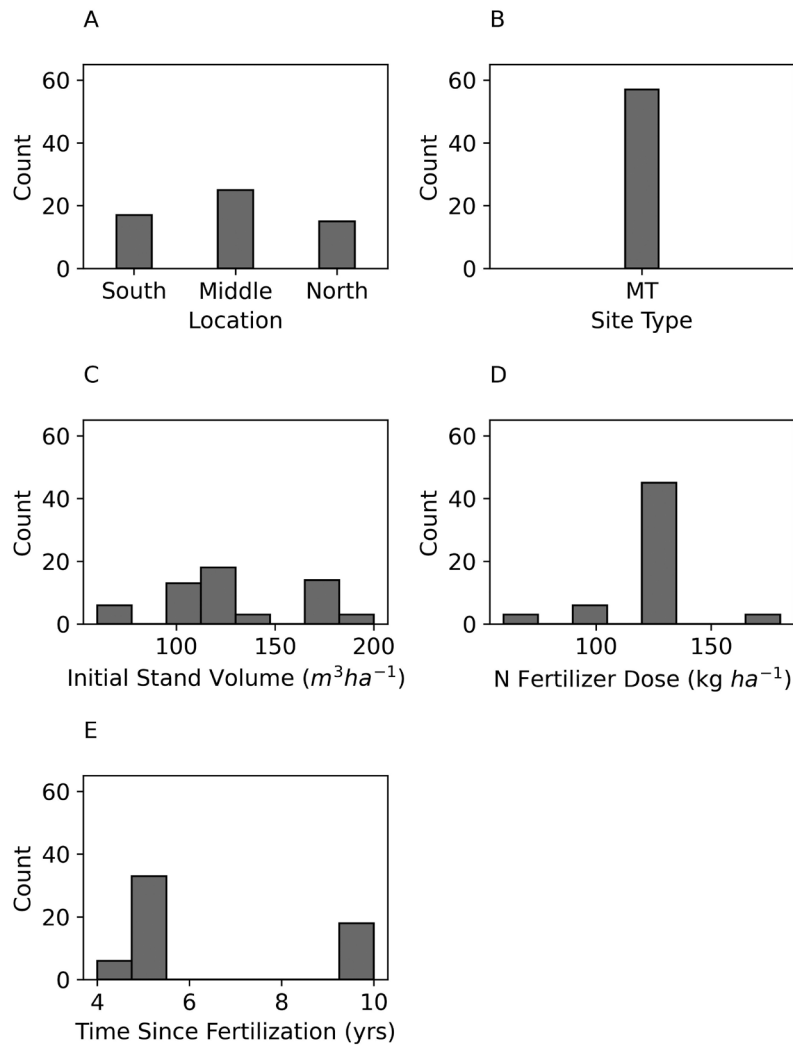 A
60
40
20
0
Count
South Middle North
Location
B
60
40
20
0
Count
MT
Site Type
C
60
40
20
0
Count
100 150 200
Initial Stand Volume (m³ha⁻¹)
D
60
40
20
0
Count
100 150
N Fertilizer Dose (kg ha⁻¹)
E
60
40
20
0
Count
4 6 8 10
Time Since Fertilization (yrs)